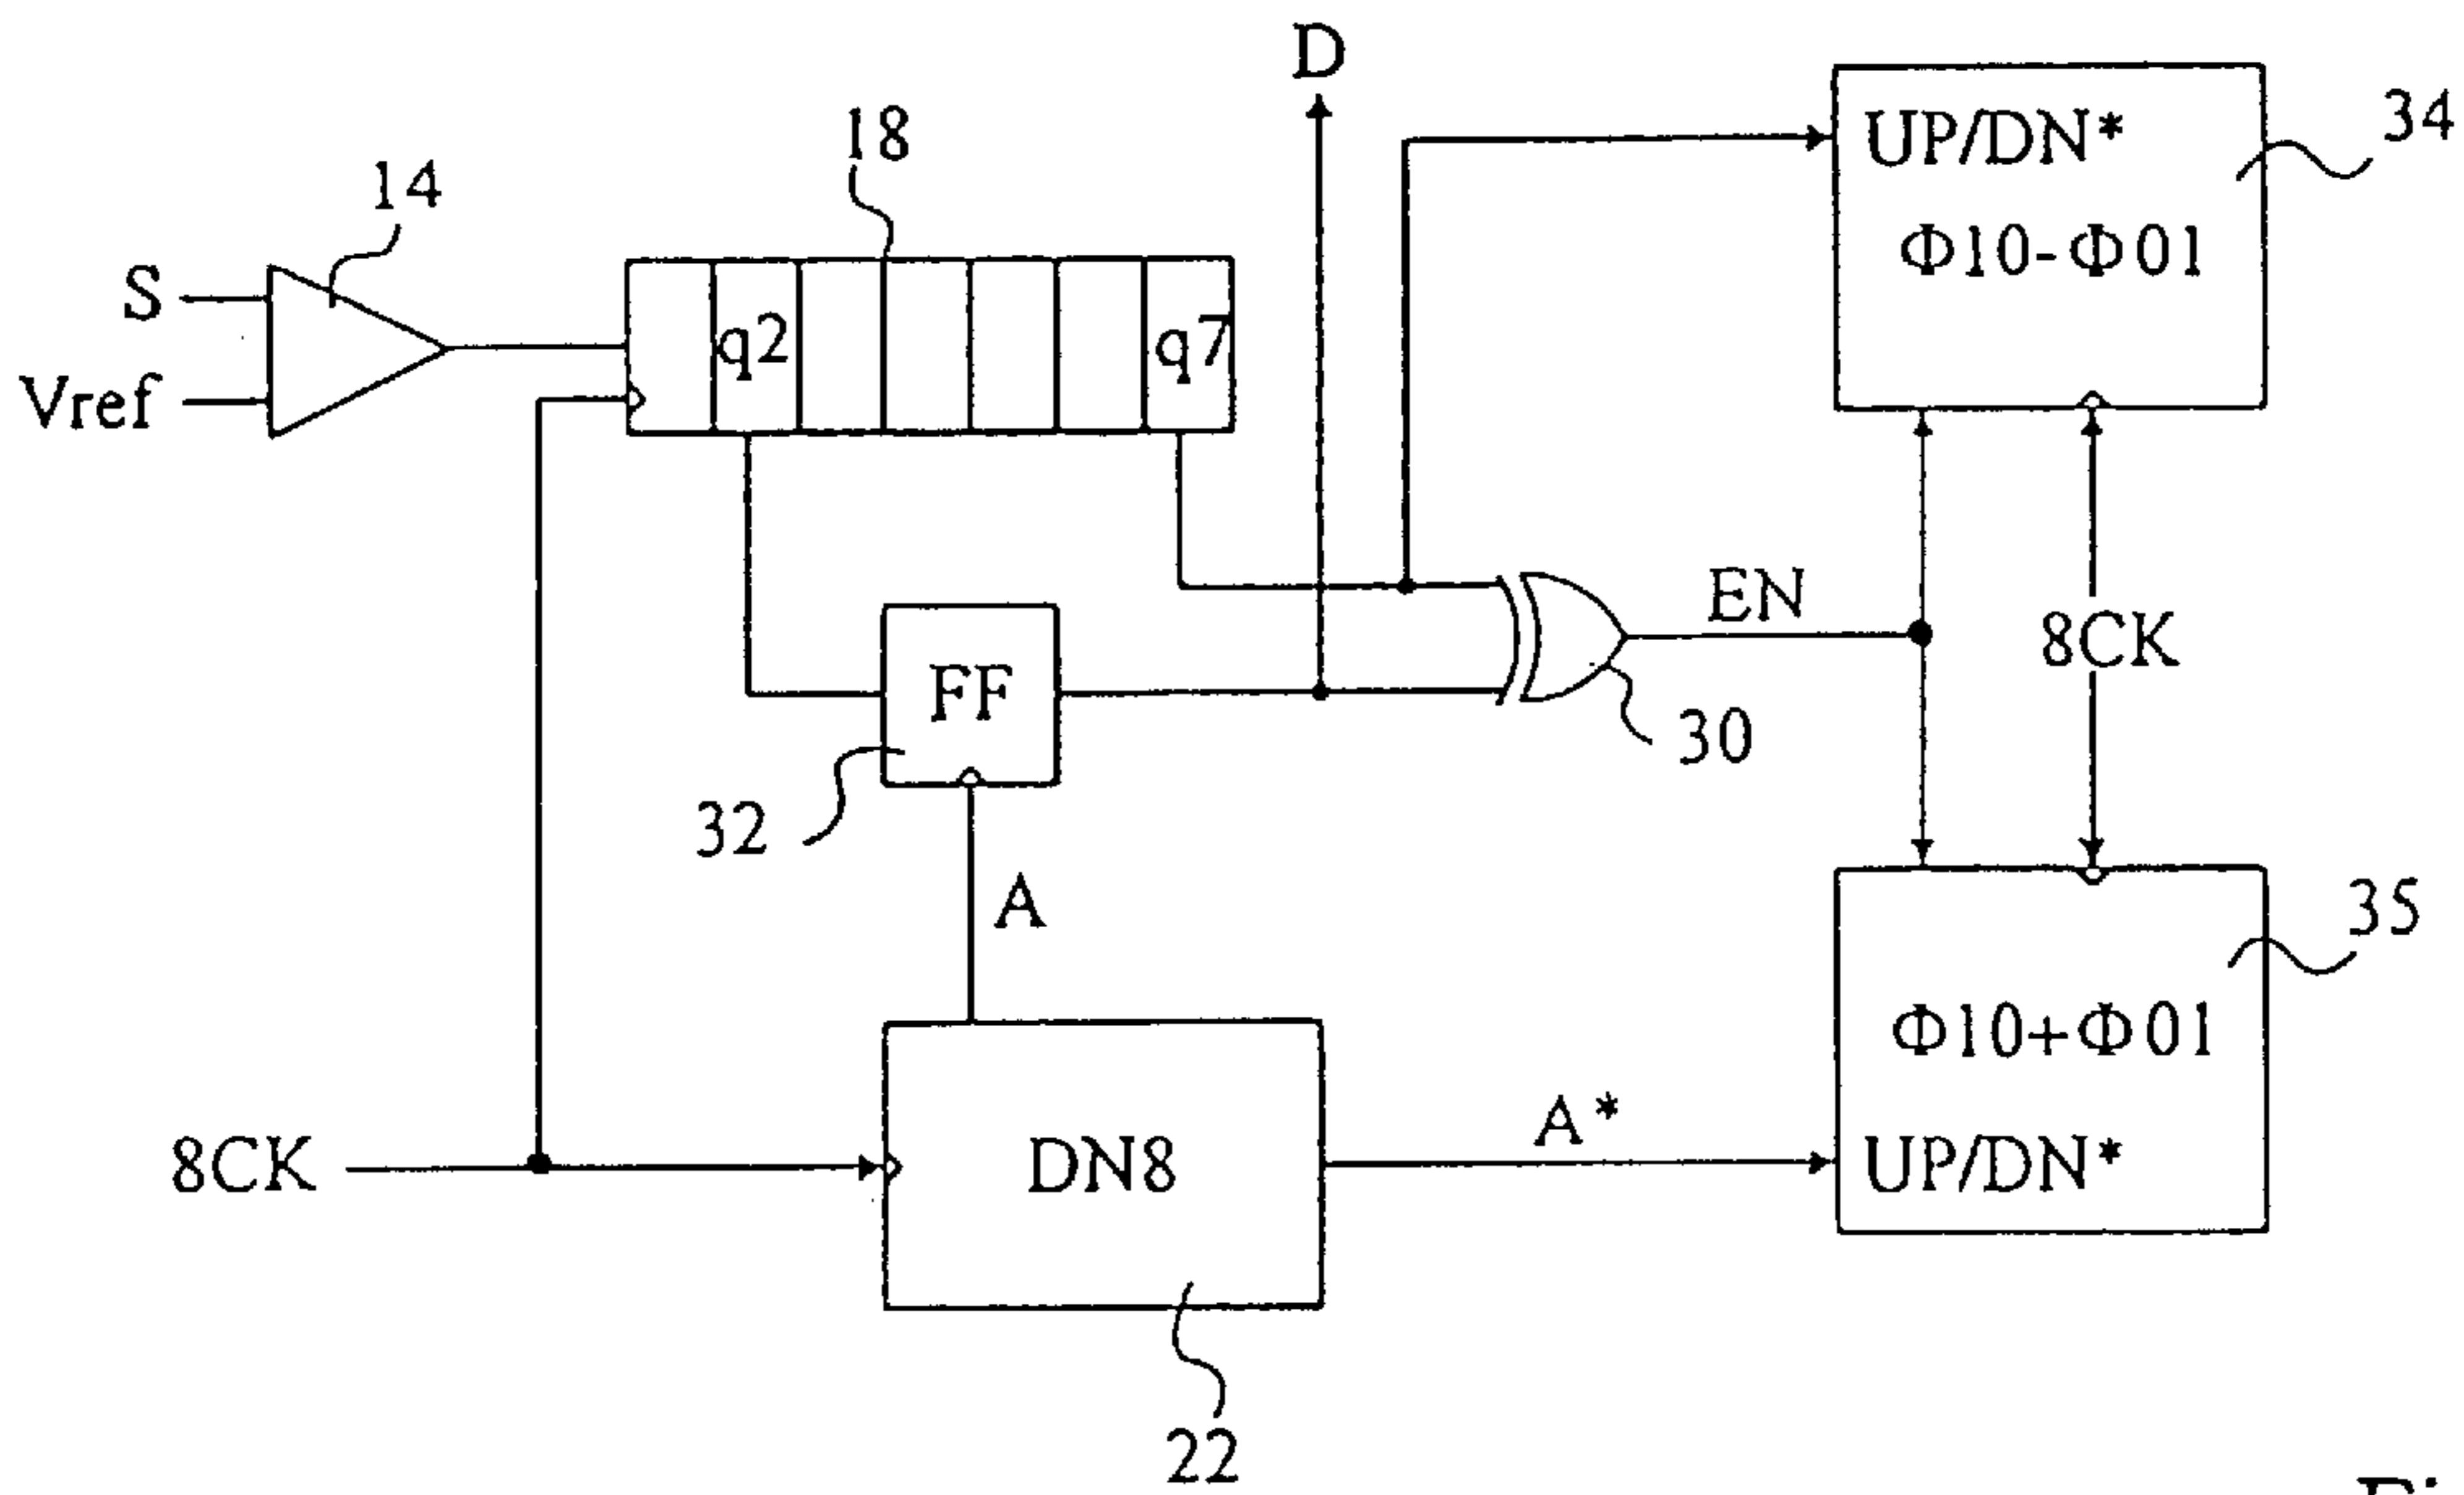 D
18
UP/DN*
34
14
Φ10-Φ01
S
q2
q7
Vref
EN
8CK
FF
30
32
A
35
Φ10+Φ01
A*
8CK
DN8
UP/DN*
22